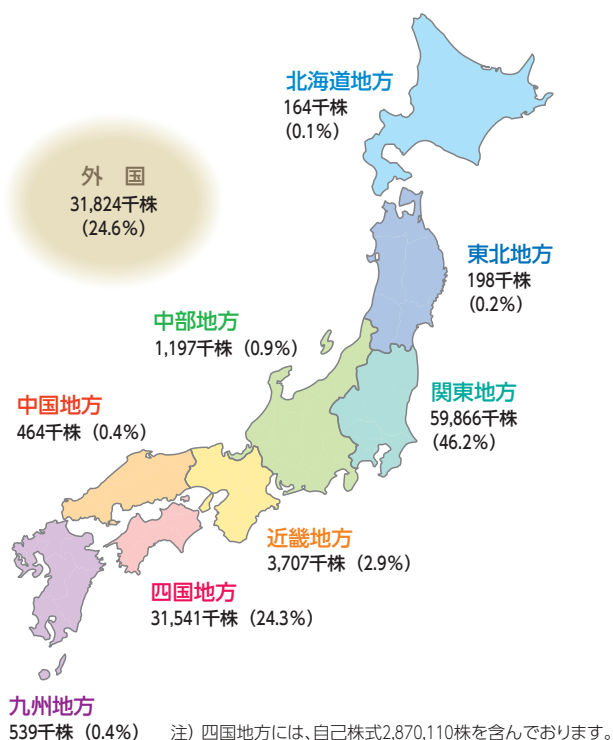 北海道地方
164千株
(0.1%)
外 国
31,824千株
(24.6%)
東北地方
198千株
(0.2%)
中部地方
1,197千株 (0.9%)
関東地方
59,866千株
(46.2%)
中国地方
464千株 (0.4%)
近畿地方
3,707千株 (2.9%)
四国地方
31,541千株 (24.3%)
九州地方
539千株 (0.4%)
注) 四国地方には、自己株式2,870,110株を含んでおります。